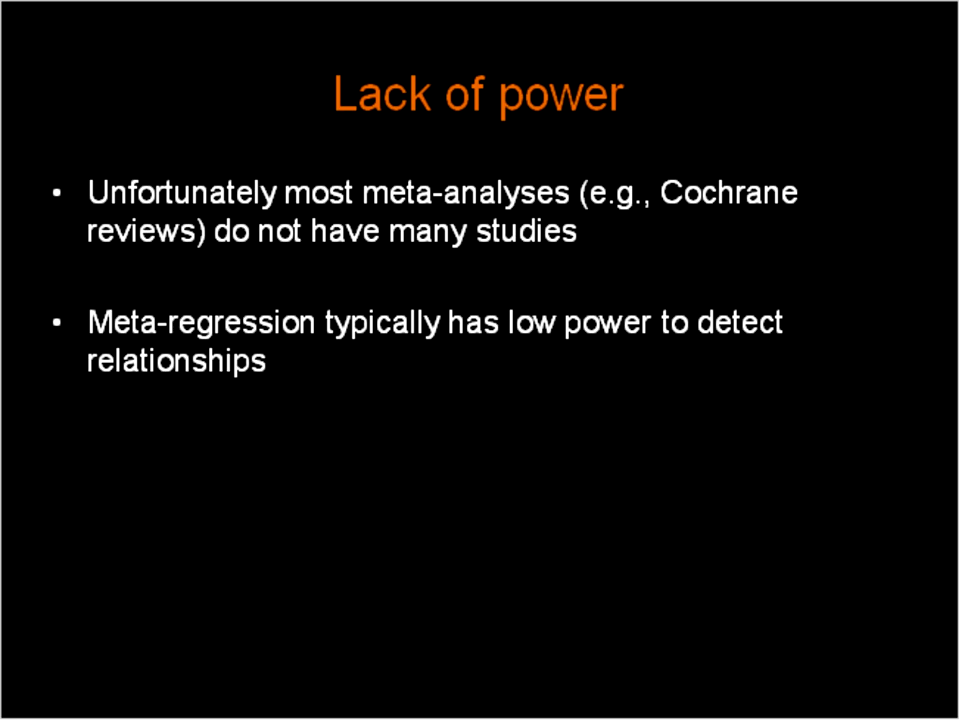 Lack of power
• Unfortunately most meta-analyses (e.g., Cochrane
reviews) do not have many studies
• Meta-regression typically has low power to detect
relationships